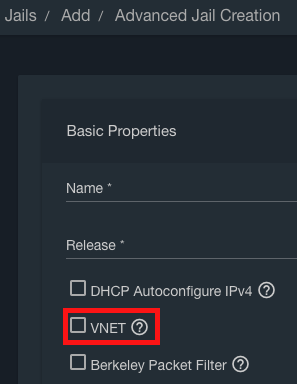 Jails / Add / Advanced Jail Creation
Basic Properties
Name *
Release *
DHCP Autoconfigure IPv4 ?
VNET ?
Berkeley Packet Filter ?